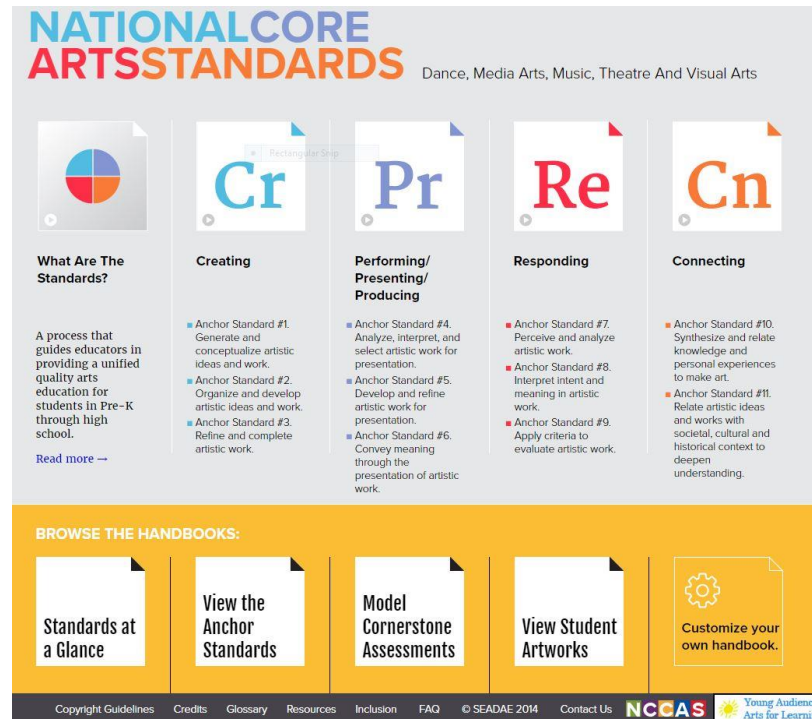 NATIONALCORE
ARTSSTANDARDS
Dance, Media Arts, Music, Theatre And Visual Arts
Rectangular Snip
Cr
Pr
Re
Cn
What Are The
Standards?
A process that
guides educators in
providing a unified
quality arts
education for
students in Pre-K
through high
school.
Read more →
Creating
Anchor Standard #1.
Generate and
conceptualize artistic
ideas and work.
Anchor Standard #2.
Organize and develop
artistic ideas and work.
Anchor Standard #3.
Refine and complete
artistic work.
Performing/
Presenting/
Producing
Anchor Standard #4.
Analyze, interpret, and
select artistic work for
presentation.
Anchor Standard #5.
Develop and refine
artistic work for
presentation.
Anchor Standard #6.
Convey meaning
through the
presentation of artistic
work.
Responding
Anchor Standard #7.
Perceive and analyze
artistic work.
Anchor Standard #8.
Interpret intent and
meaning in artistic
work.
Anchor Standard #9.
Apply criteria to
evaluate artistic work.
Connecting
Anchor Standard #10.
Synthesize and relate
knowledge and
personal experiences
to make art.
Anchor Standard #11.
Relate artistic ideas
and works with
societal, cultural and
historical context to
deepen
understanding.
BROWSE THE HANDBOOKS:
Standards at
a Glance
View the
Anchor
Standards
Model
Cornerstone
Assessments
View Student
Artworks
Customize your
own handbook.
Copyright Guidelines Credits Glossary Resources Inclusion FAQ © SEADAE 2014 Contact Us NCCAS
Young Audien
Arts for Learni